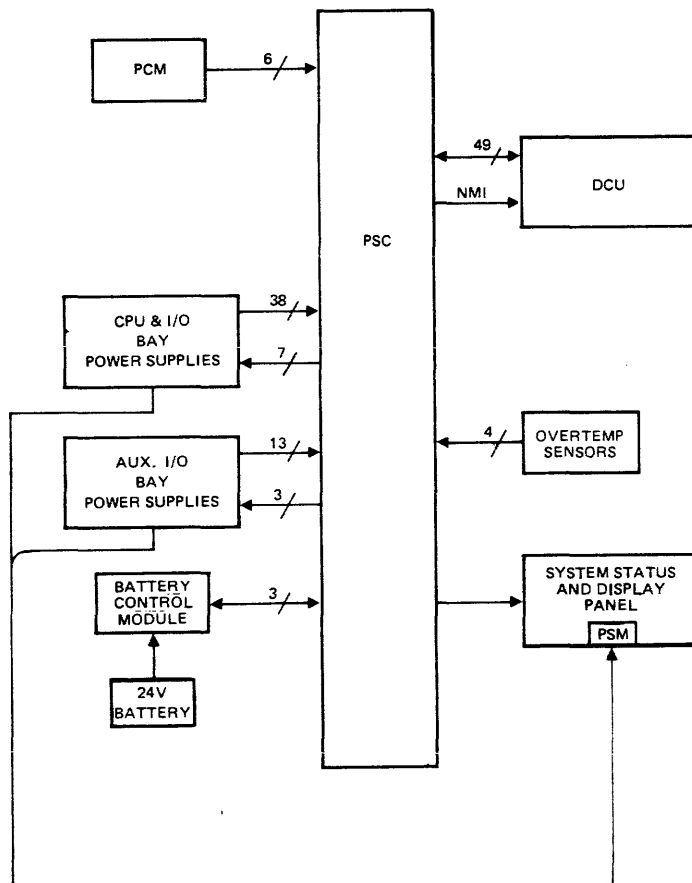 PCM
6
PSC
49
NMI
DCU
CPU & I/O
BAY
POWER SUPPLIES
38
7
AUX. I/O
BAY
POWER SUPPLIES
13
3
4
OVERTEMP
SENSORS
BATTERY
CONTROL
MODULE
3
24V
BATTERY
SYSTEM STATUS
AND DISPLAY
PANEL
PSM